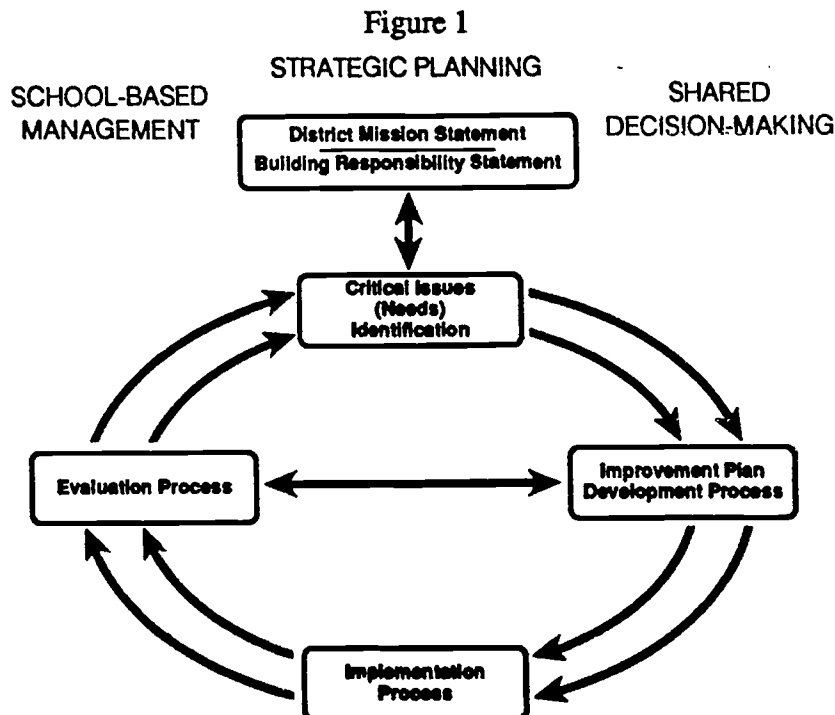 Figure 1
STRATEGIC PLANNING
SCHOOL-BASED
MANAGEMENT
SHARED
DECISION-MAKING
District Mission Statement
Building Responsibility Statement
Critical Issues
(Needs)
Identification
Evaluation Process
Improvement Plan
Development Process
Implementation
Process